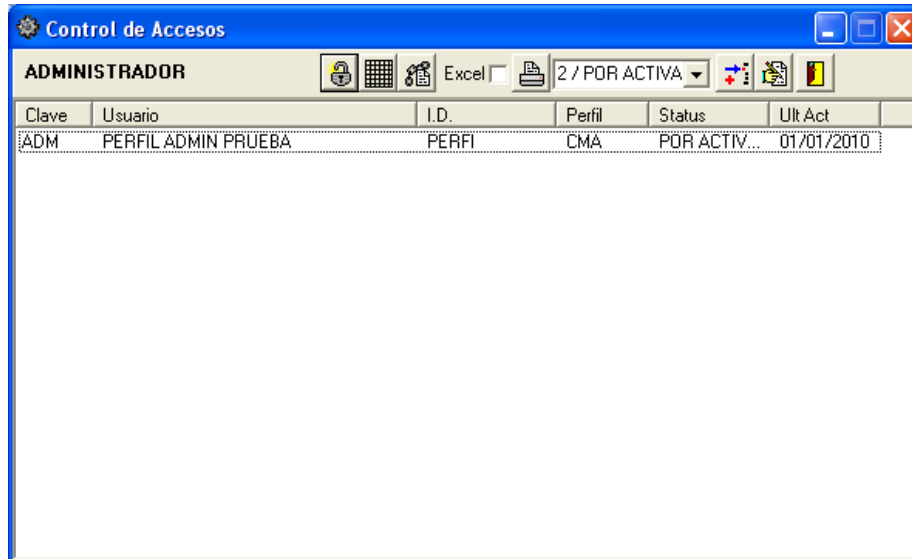 Control de Accesos
ADMINISTRADOR Excel 2 / POR ACTIVA
Clave Usuario I.D. Perfil Status Ult Act
ADM PERFIL ADMIN PRUEBA PERFI CMA POR ACTIV... 01/01/2010